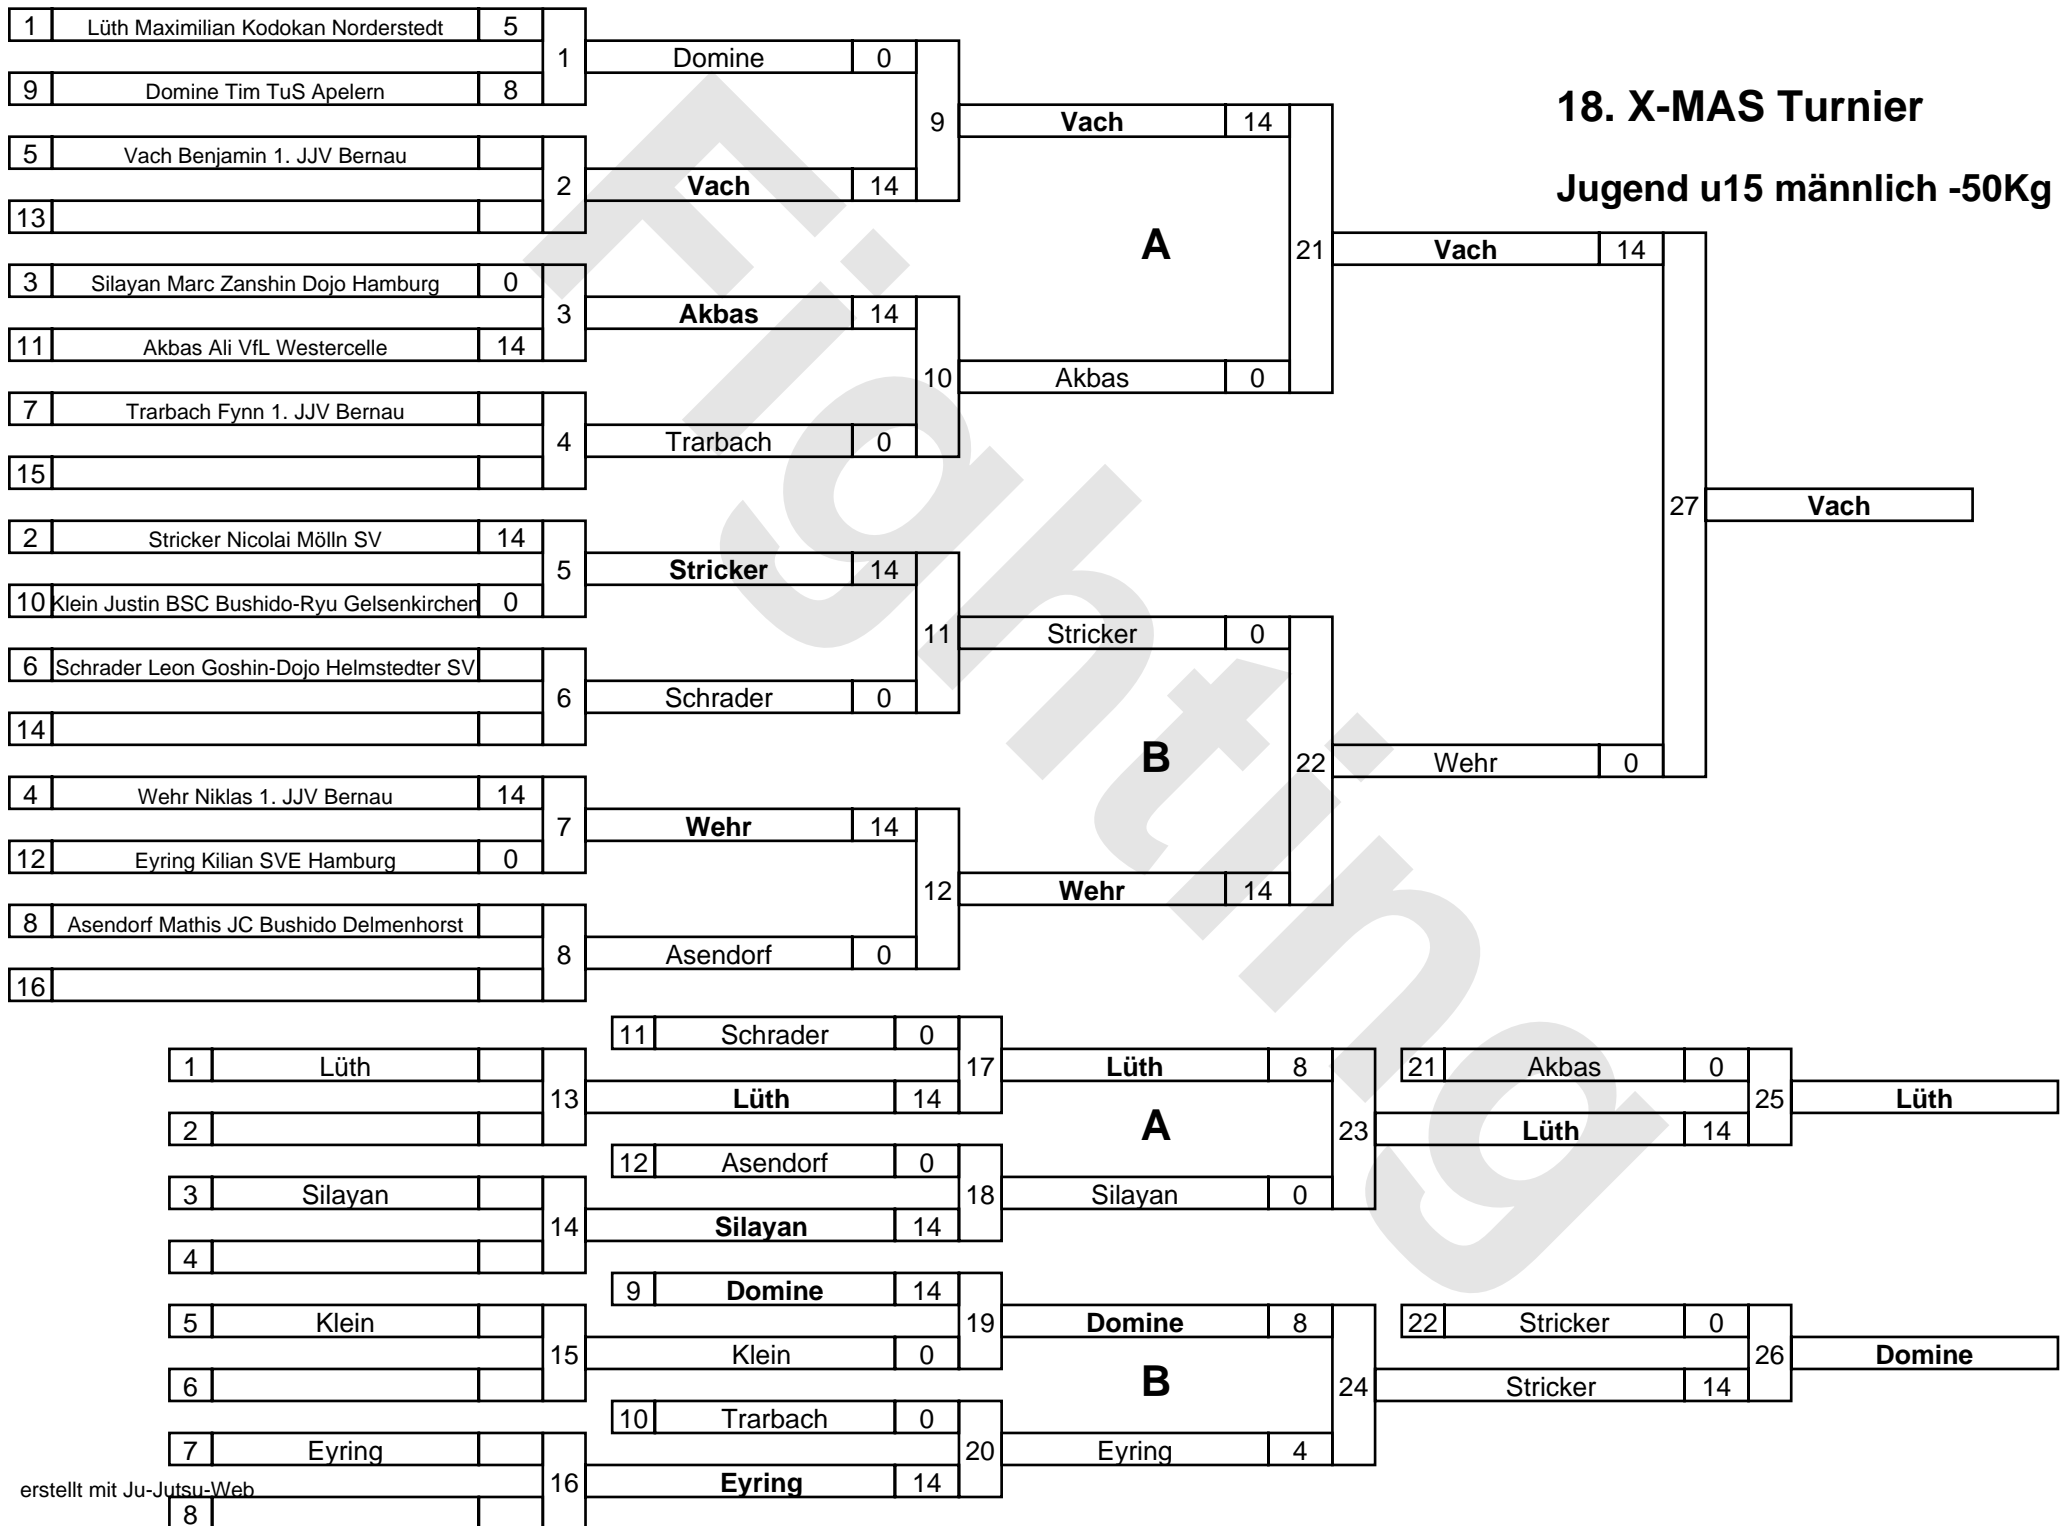 18. X-MAS Turnier
Jugend u15 männlich -50Kg
Fighting
1 Lüth Maximilian Kodokan Norderstedt 5
1 Domine 0
9 Domine Tim TuS Apelern 8
9 Vach 14
5 Vach Benjamin 1. JJV Bernau
2 Vach 14
13
A
21 Vach 14
3 Silayan Marc Zanshin Dojo Hamburg 0
3 Akbas 14
11 Akbas Ali VfL Westercelle 14
10 Akbas 0
7 Trarbach Fynn 1. JJV Bernau
4 Trarbach 0
15
27 Vach
2 Stricker Nicolai Mölln SV 14
5 Stricker 14
10 Klein Justin BSC Bushido-Ryu Gelsenkirchen 0
11 Stricker 0
6 Schrader Leon Goshin-Dojo Helmstedter SV
6 Schrader 0
14
B
22 Wehr 0
4 Wehr Niklas 1. JJV Bernau 14
7 Wehr 14
12 Eyring Kilian SVE Hamburg 0
12 Wehr 14
8 Asendorf Mathis JC Bushido Delmenhorst
8 Asendorf 0
16
11 Schrader 0
1 Lüth
17 Lüth 8
21 Akbas 0
13 Lüth 14
25 Lüth
2
A
23 Lüth 14
12 Asendorf 0
3 Silayan
18 Silayan 0
14 Silayan 14
4
9 Domine 14
5 Klein
19 Domine 8
22 Stricker 0
15 Klein 0
26 Domine
6
B
24 Stricker 14
10 Trarbach 0
7 Eyring
20 Eyring 4
16 Eyring 14
erstellt mit Ju-Jutsu-Web
8